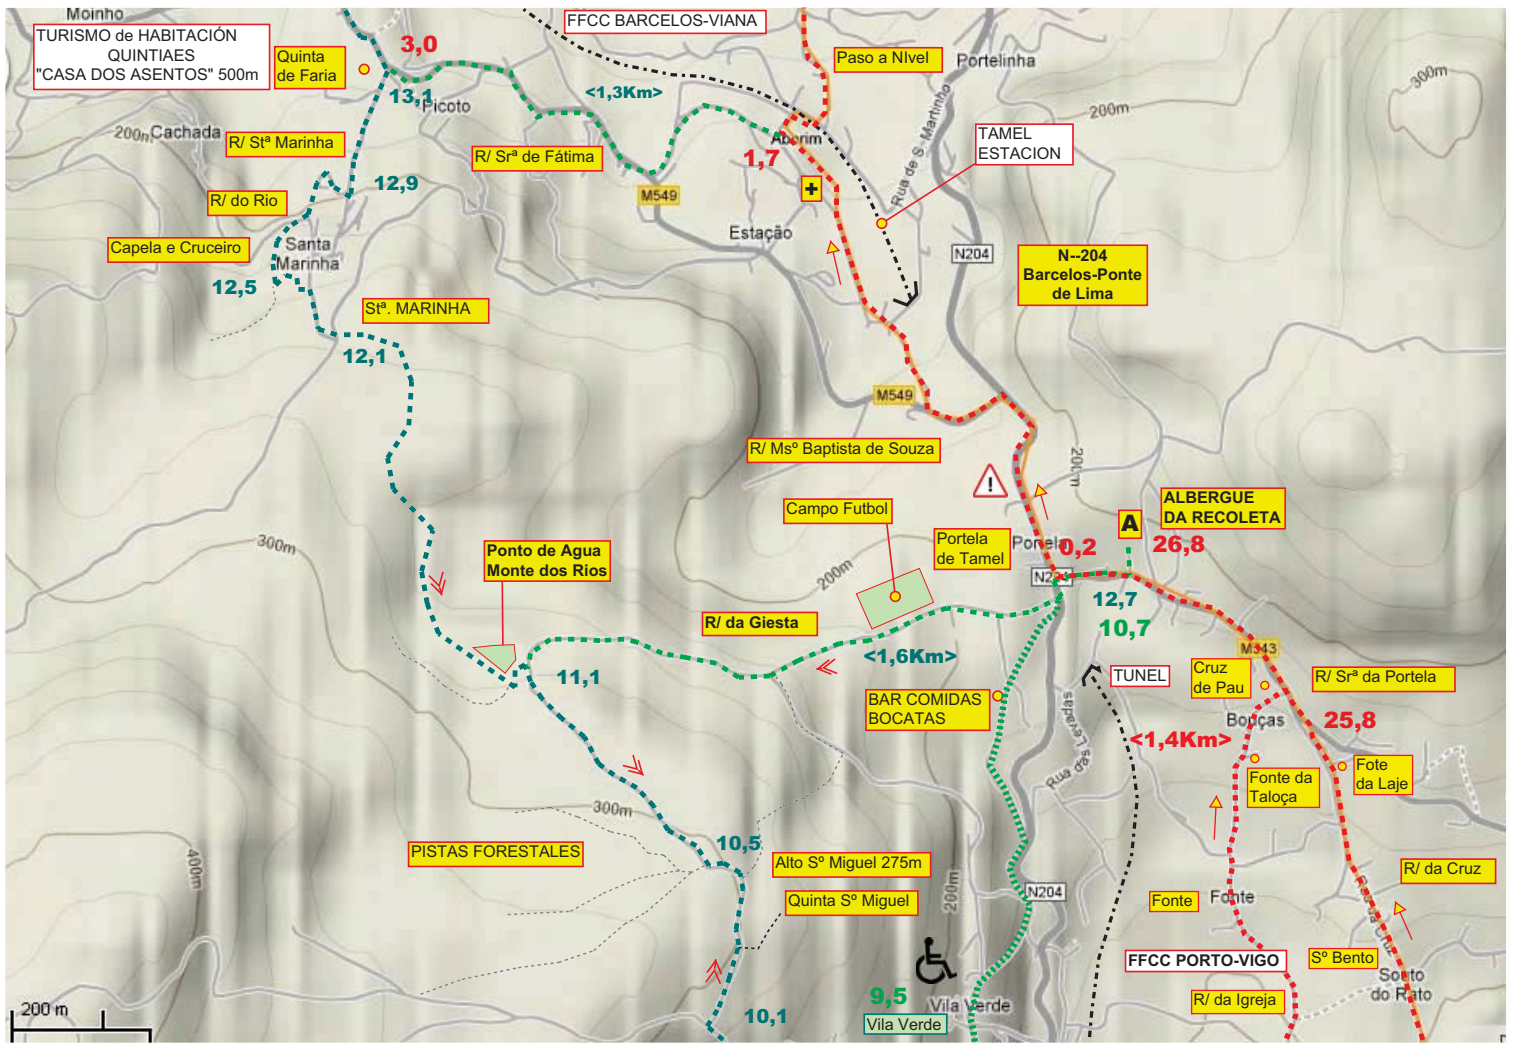 Moinho
TURISMO de HABITACIÓN
QUINTIAES
"CASA DOS ASENTOS" 500m
Quinta
de Faria
3,0
FFCC BARCELOS-VIANA
Paso a NIvel
Portelinha
300m
13,1
Picoto
<1,3Km>
200m
200m
Cachada
R/ Stª Marinha
R/ Srª de Fátima
Aborim
1,7
Rua de S. Martinho
TAMEL
ESTACION
12,9
R/ do Rio
M549
+
Capela e Cruceiro
Santa
Marinha
Estação
N204
N--204
Barcelos-Ponte
de Lima
12,5
Stª. MARINHA
12,1
M549
R/ Msº Baptista de Souza
200m
!
Campo Futbol
ALBERGUE
DA RECOLETA
A
300m
Ponto de Agua
Monte dos Rios
Portela
de Tamel
Portela
0,2
26,8
200m
N204
12,7
10,7
R/ da Giesta
<1,6Km>
M543
11,1
TUNEL
Cruz
de Pau
R/ Srª da Portela
BAR COMIDAS
BOCATAS
Rua das Levadas
Bouças
25,8
<1,4Km>
Fonte da
Taloça
Fote
da Laje
300m
10,5
PISTAS FORESTALES
400m
Alto Sº Miguel 275m
R/ da Cruz
Quinta Sº Miguel
200m
N204
Fonte
Fonte
Rua da Cruz
FFCC PORTO-VIGO
Sº Bento
Souto
do Rato
9,5
Vila Verde
R/ da Igreja
200 m
10,1
Vila Verde